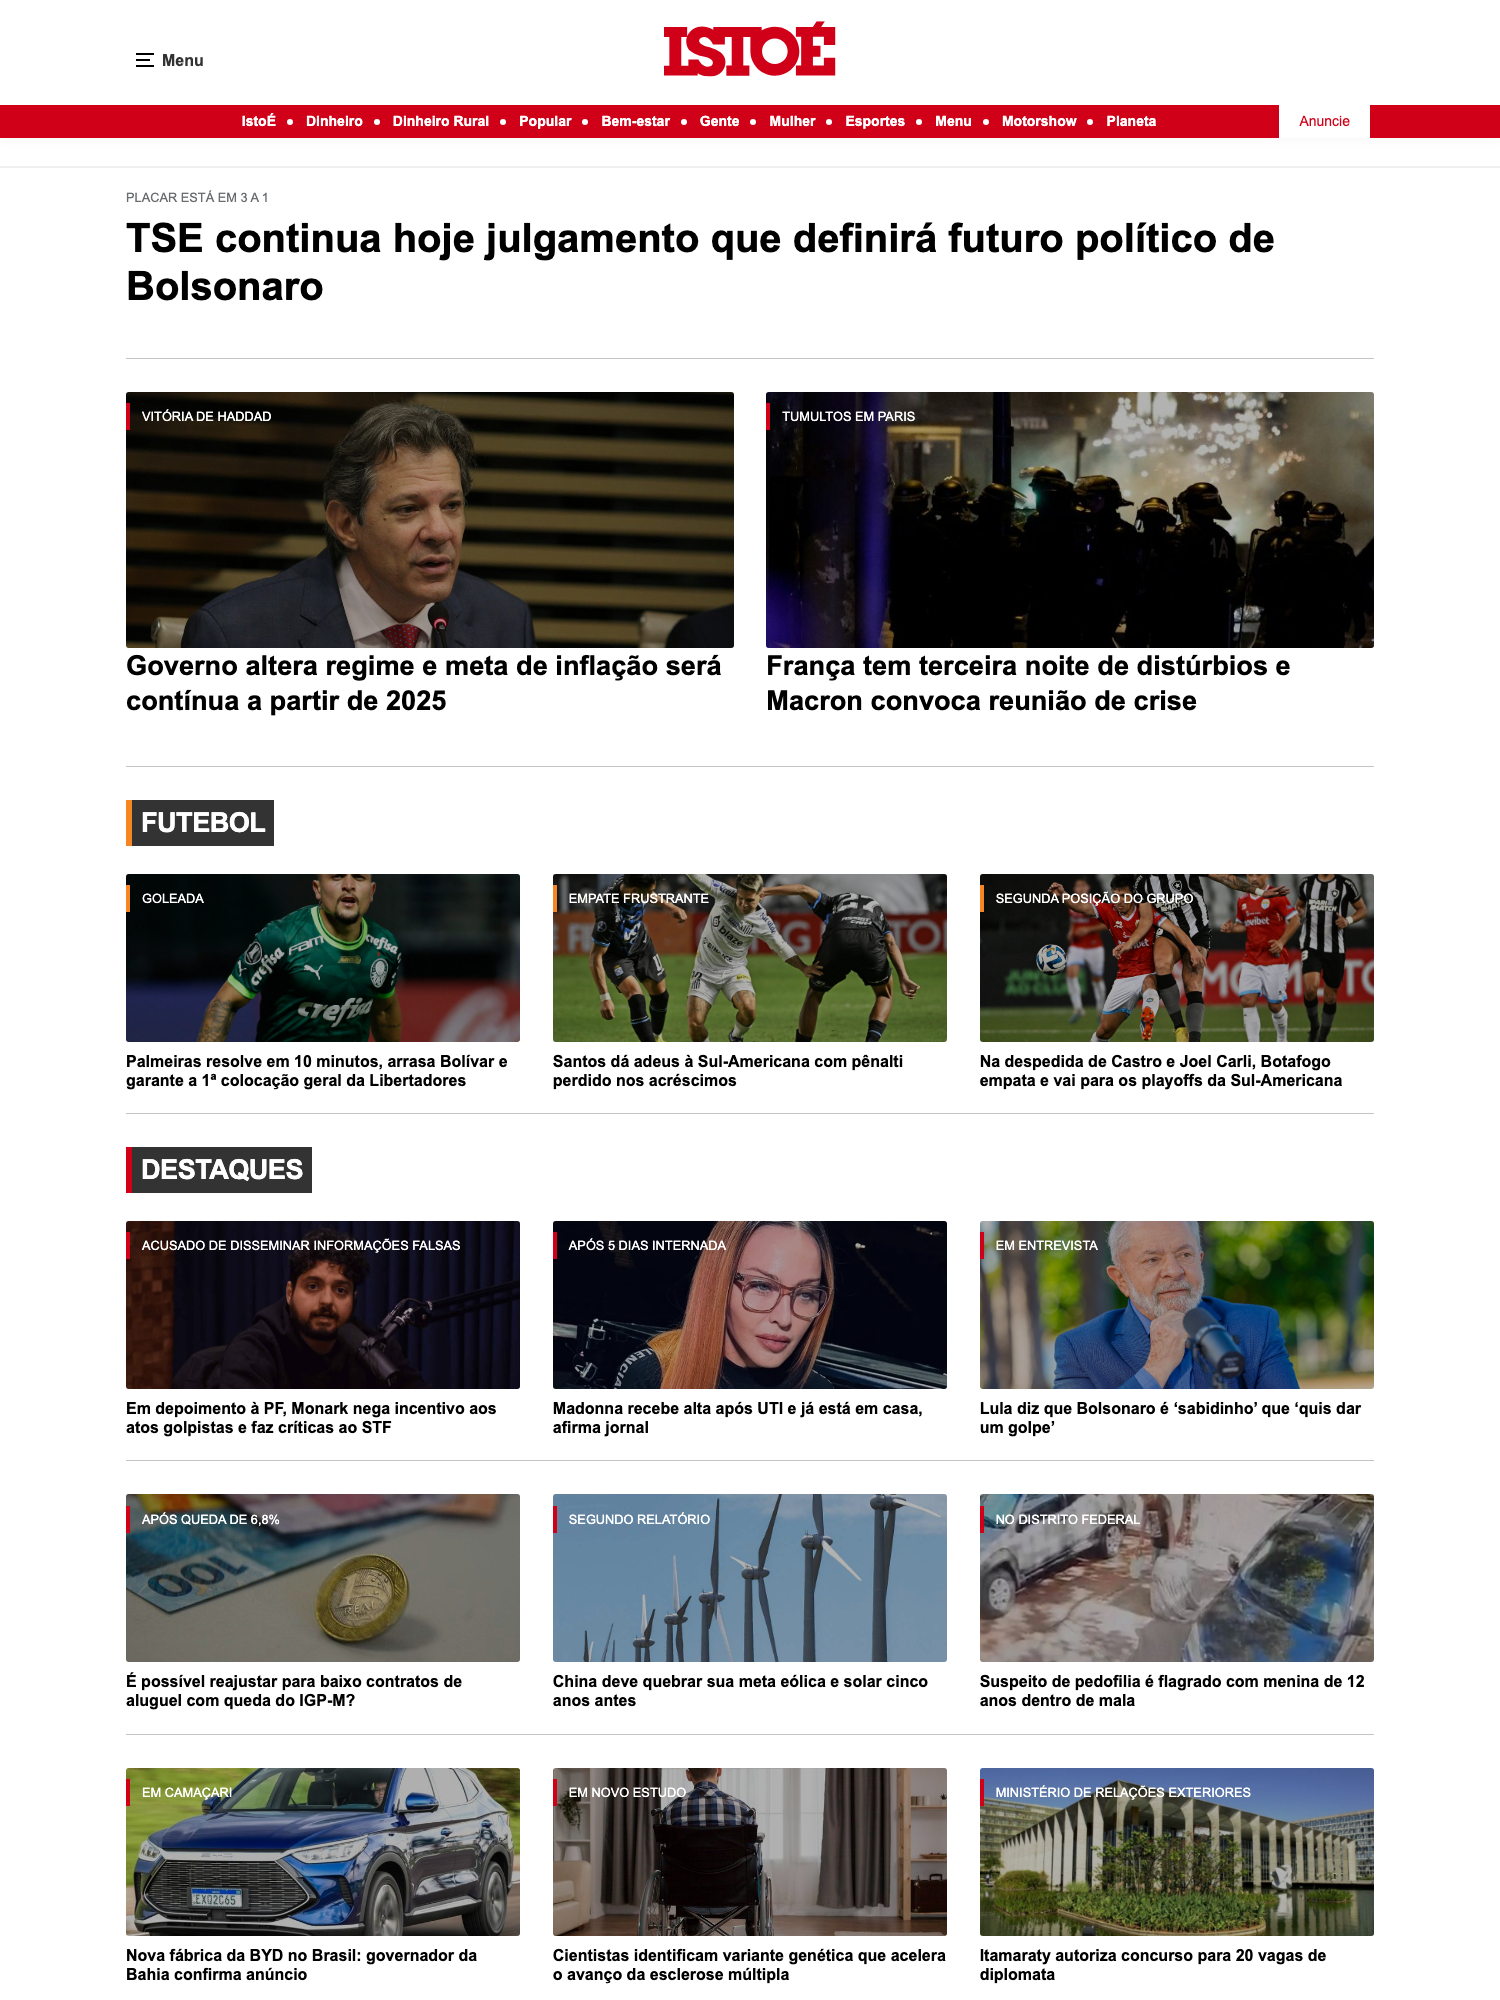 Menu
ISTOÉ
IstoÉ • Dinheiro • Dinheiro Rural • Popular • Bem-estar • Gente • Mulher • Esportes • Menu • Motorshow • Planeta
Anuncie
PLACAR ESTÁ EM 3 A 1
TSE continua hoje julgamento que definirá futuro político de
Bolsonaro
VITÓRIA DE HADDAD
Governo altera regime e meta de inflação será
contínua a partir de 2025
TUMULTOS EM PARIS
1A
França tem terceira noite de distúrbios e
Macron convoca reunião de crise
FUTEBOL
GOLEADA
FAM
crefisa
crefisa
crefisa
Palmeiras resolve em 10 minutos, arrasa Bolívar e
garante a 1ª colocação geral da Libertadores
EMPATE FRUSTRANTE
27
blaze
Santos dá adeus à Sul-Americana com pênalti
perdido nos acréscimos
SEGUNDA POSIÇÃO DO GRUPO
Na despedida de Castro e Joel Carli, Botafogo
empata e vai para os playoffs da Sul-Americana
DESTAQUES
ACUSADO DE DISSEMINAR INFORMAÇÕES FALSAS
Em depoimento à PF, Monark nega incentivo aos
atos golpistas e faz críticas ao STF
APÓS 5 DIAS INTERNADA
Madonna recebe alta após UTI e já está em casa,
afirma jornal
EM ENTREVISTA
Lula diz que Bolsonaro é ‘sabidinho’ que ‘quis dar
um golpe’
APÓS QUEDA DE 6,8%
100
1
REAL
É possível reajustar para baixo contratos de
aluguel com queda do IGP-M?
SEGUNDO RELATÓRIO
China deve quebrar sua meta eólica e solar cinco
anos antes
NO DISTRITO FEDERAL
Suspeito de pedofilia é flagrado com menina de 12
anos dentro de mala
EM CAMAÇARI
BYD
EXQ2C65
Nova fábrica da BYD no Brasil: governador da
Bahia confirma anúncio
EM NOVO ESTUDO
Cientistas identificam variante genética que acelera
o avanço da esclerose múltipla
MINISTÉRIO DE RELAÇÕES EXTERIORES
Itamaraty autoriza concurso para 20 vagas de
diplomata